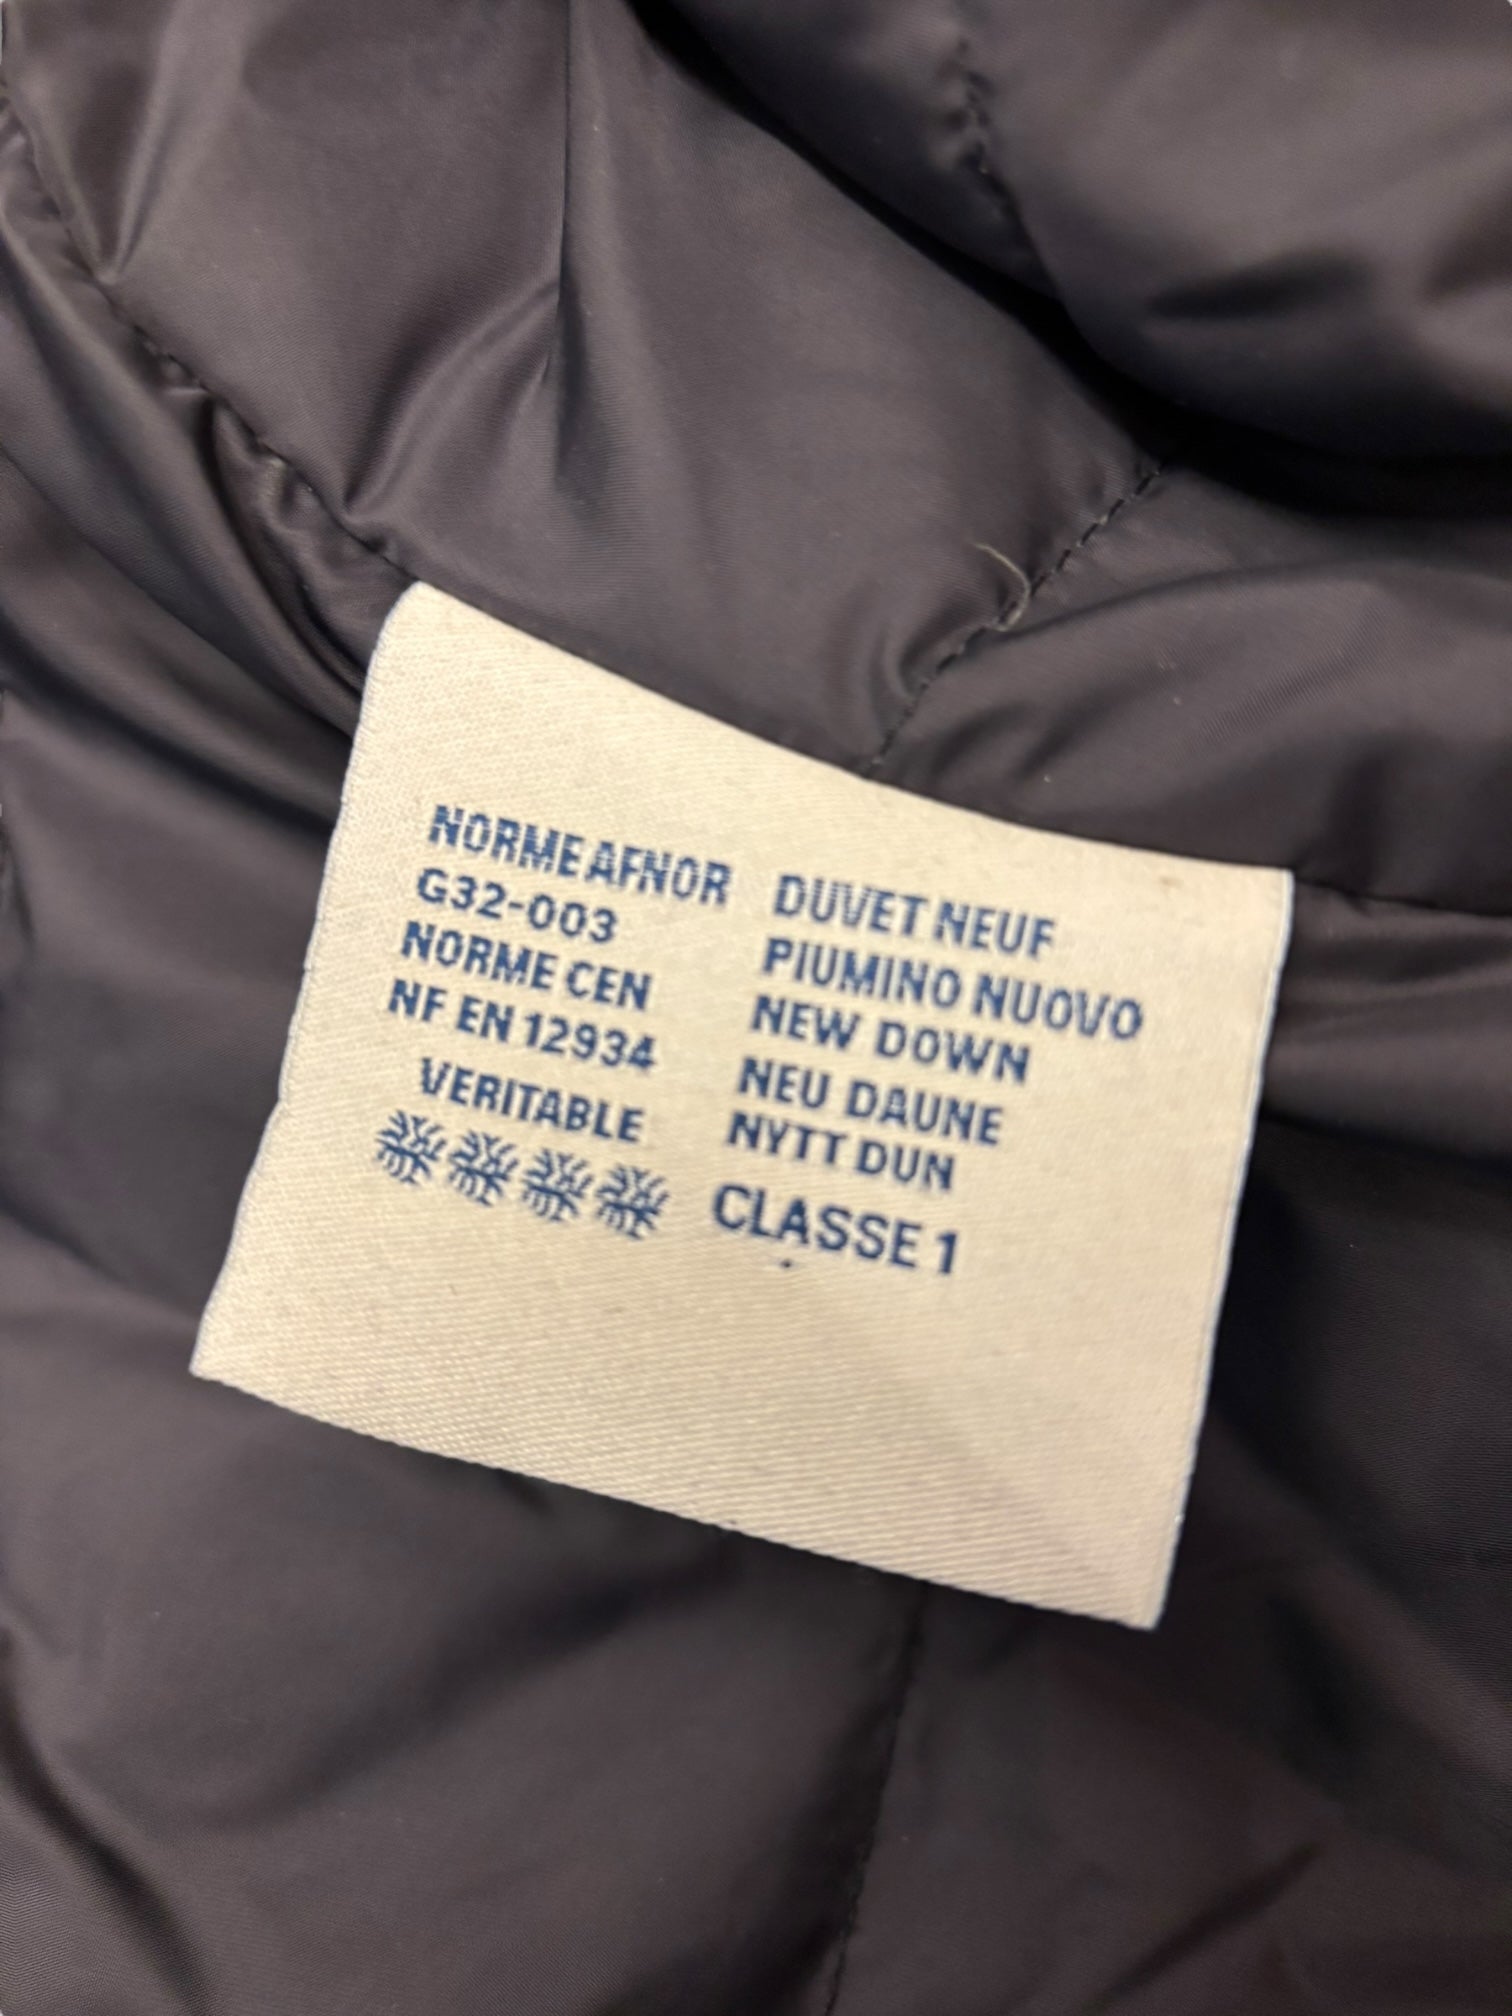 NORME AFNOR
G32-003
NORME CEN
NF EN 12934
VERITABLE
DUVET NEUF
PIUMINO NUOVO
NEW DOWN
NEU DAUNE
NYTT DUN
CLASSE 1